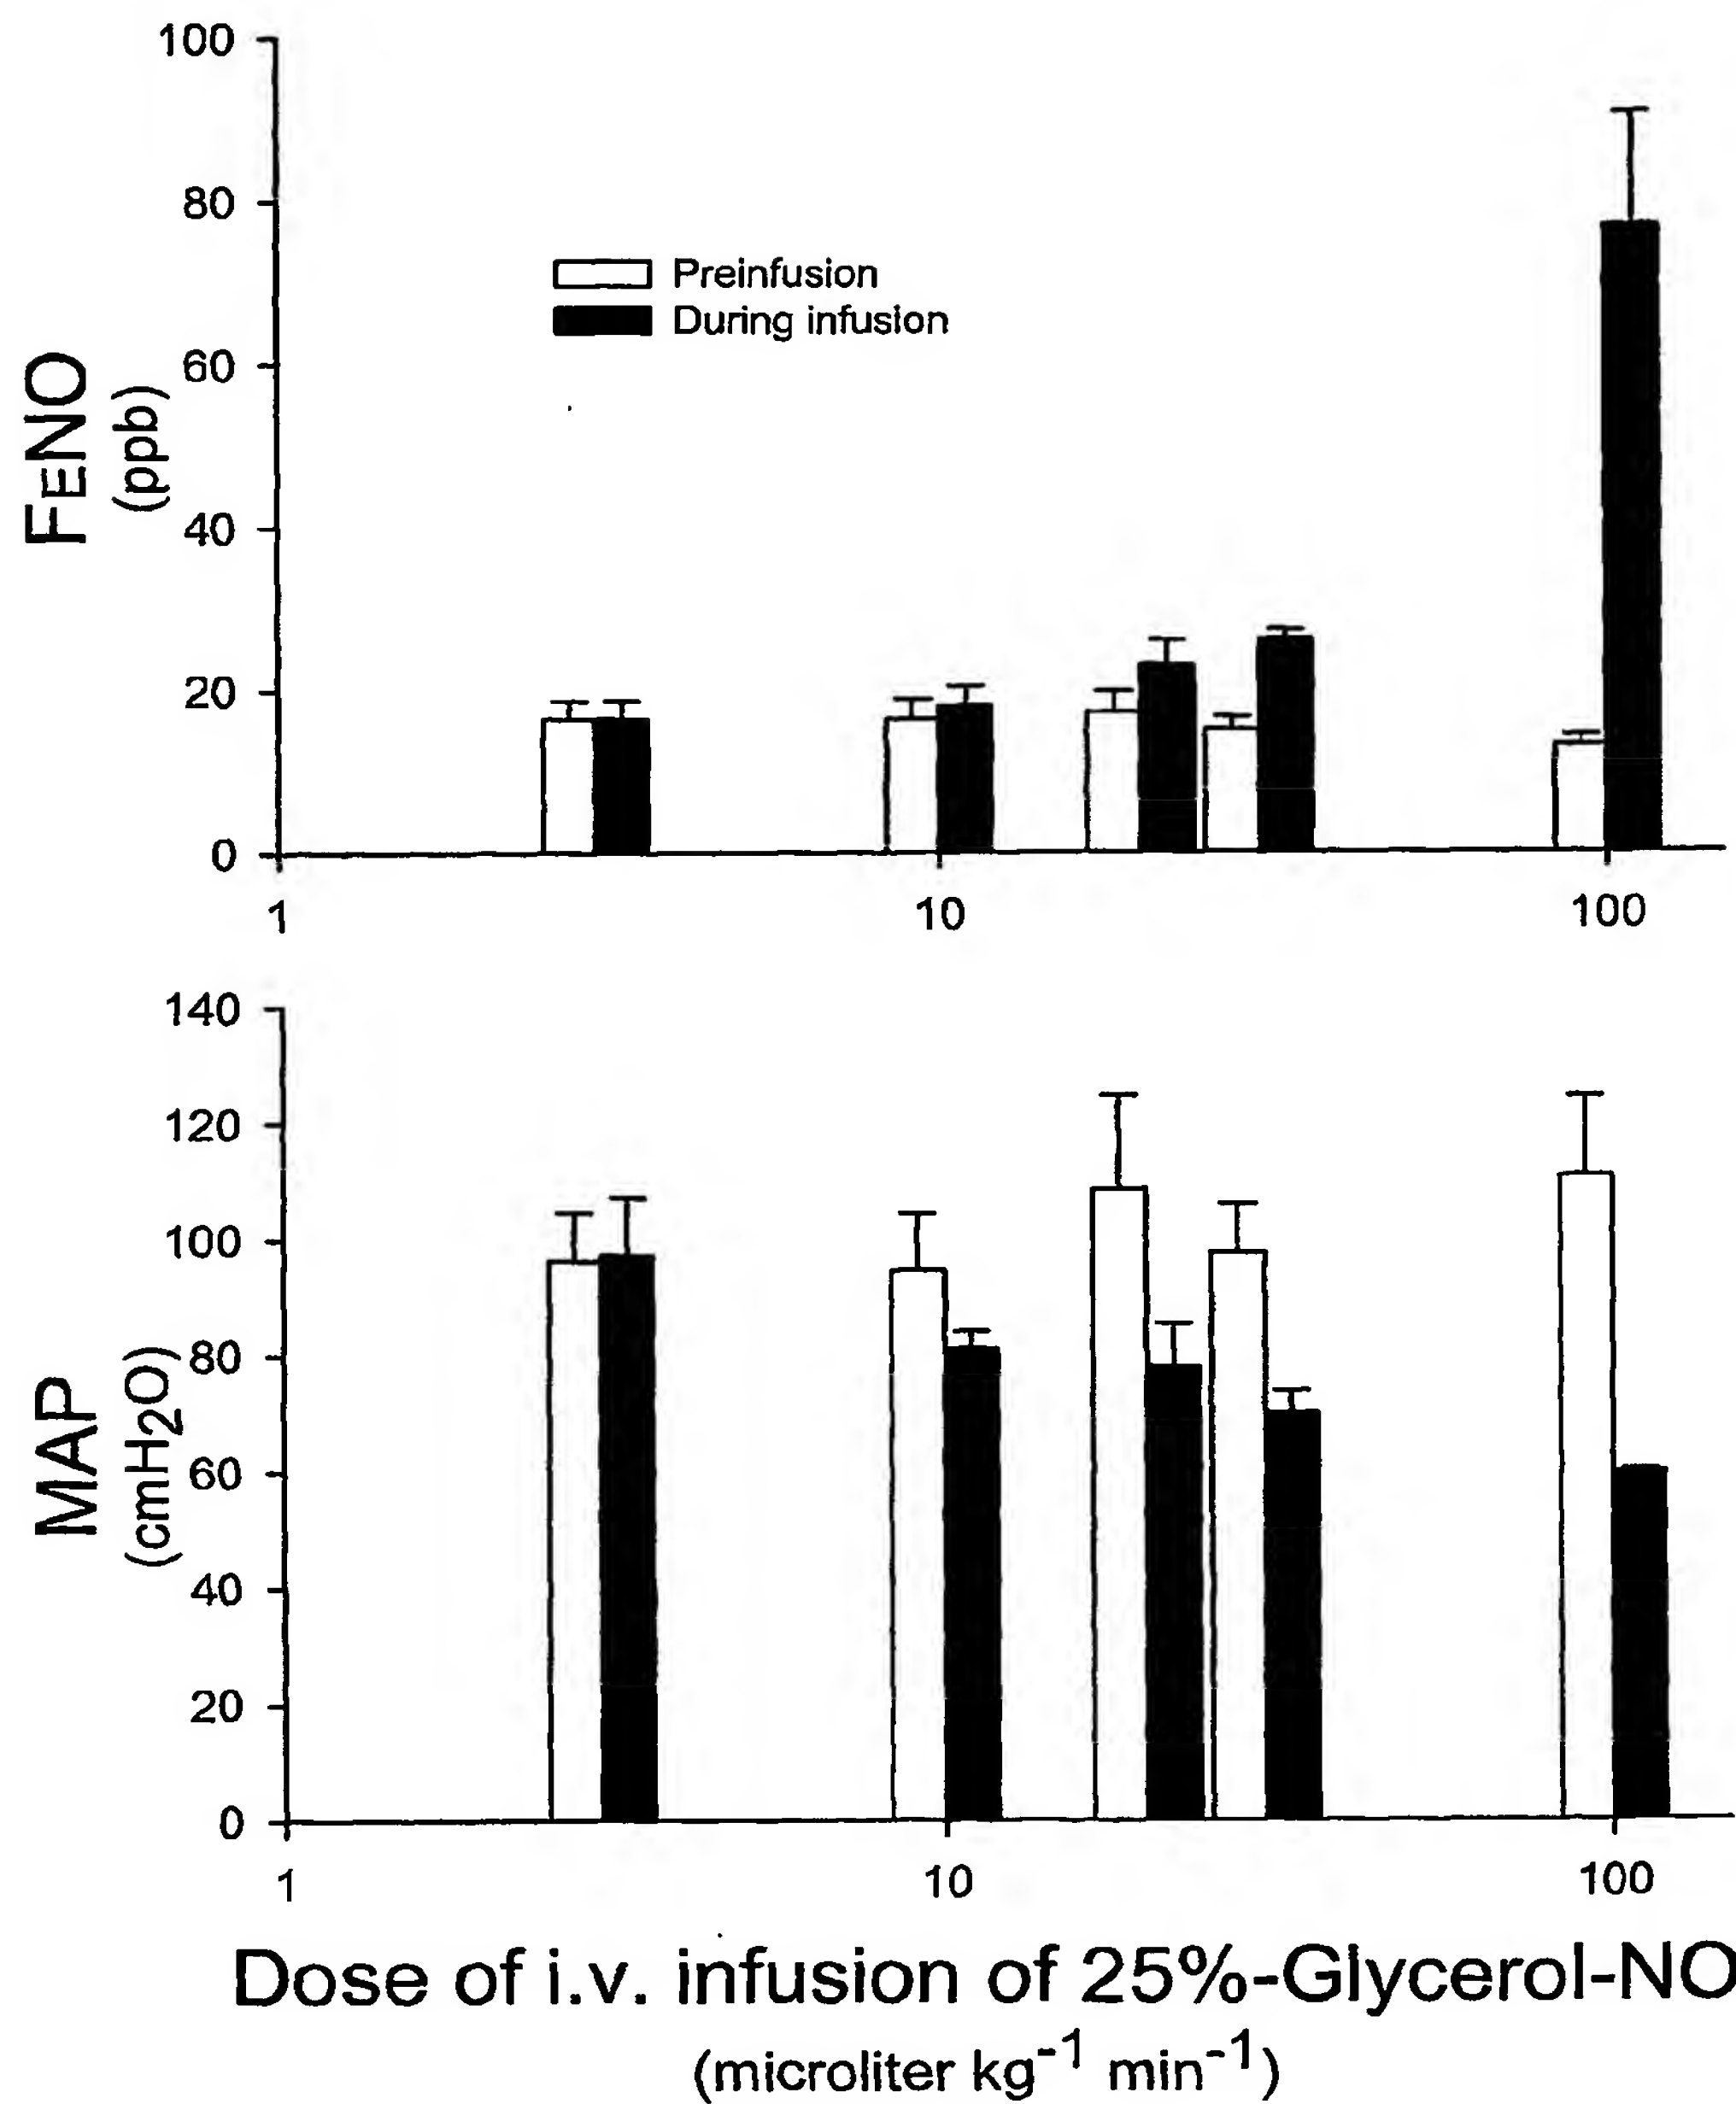 100
80
60
40
20
0
FENO
(ppb)
Preinfusion
During infusion
1
10
100
140
120
100
80
60
40
20
0
MAP
(cmH2O)
1
10
100
Dose of i.v. infusion of 25%-Glycerol-NO
(microliter kg-1 min-1)